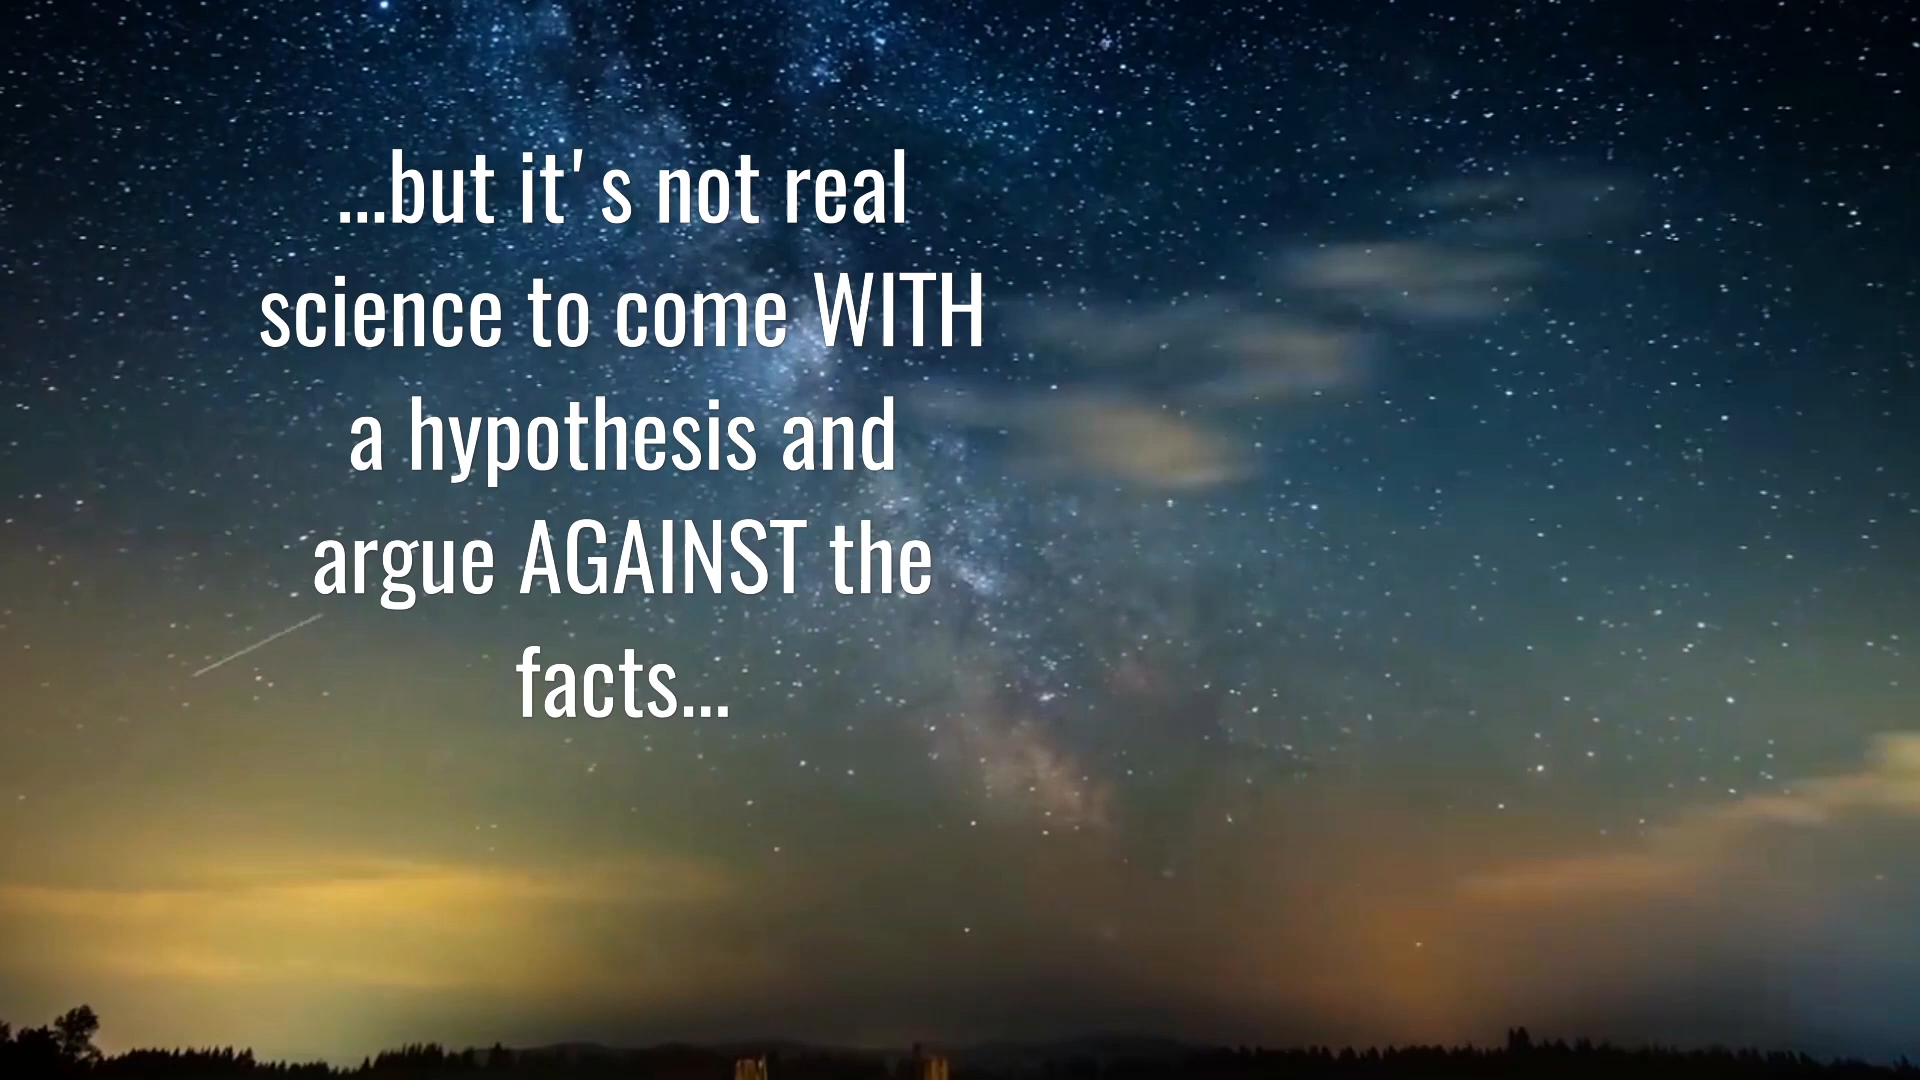 ...but it's not real
science to come WITH
a hypothesis and
argue AGAINST the
facts...